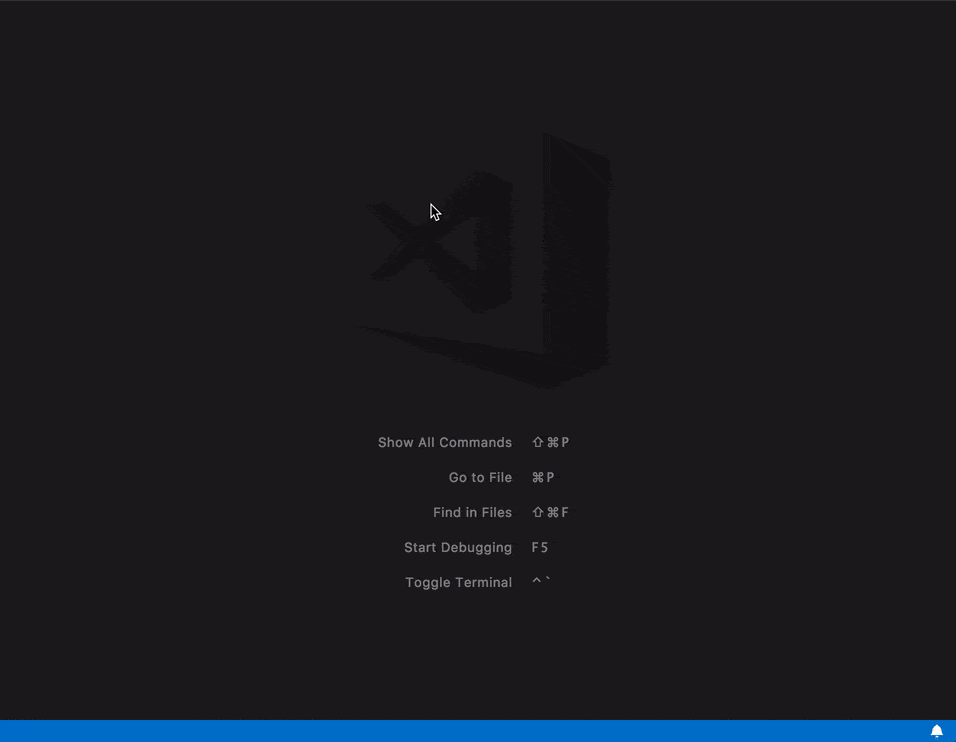 Show All Commands ⇧⌘P
Go to File ⌘P
Find in Files ⇧⌘F
Start Debugging F5
Toggle Terminal ^`